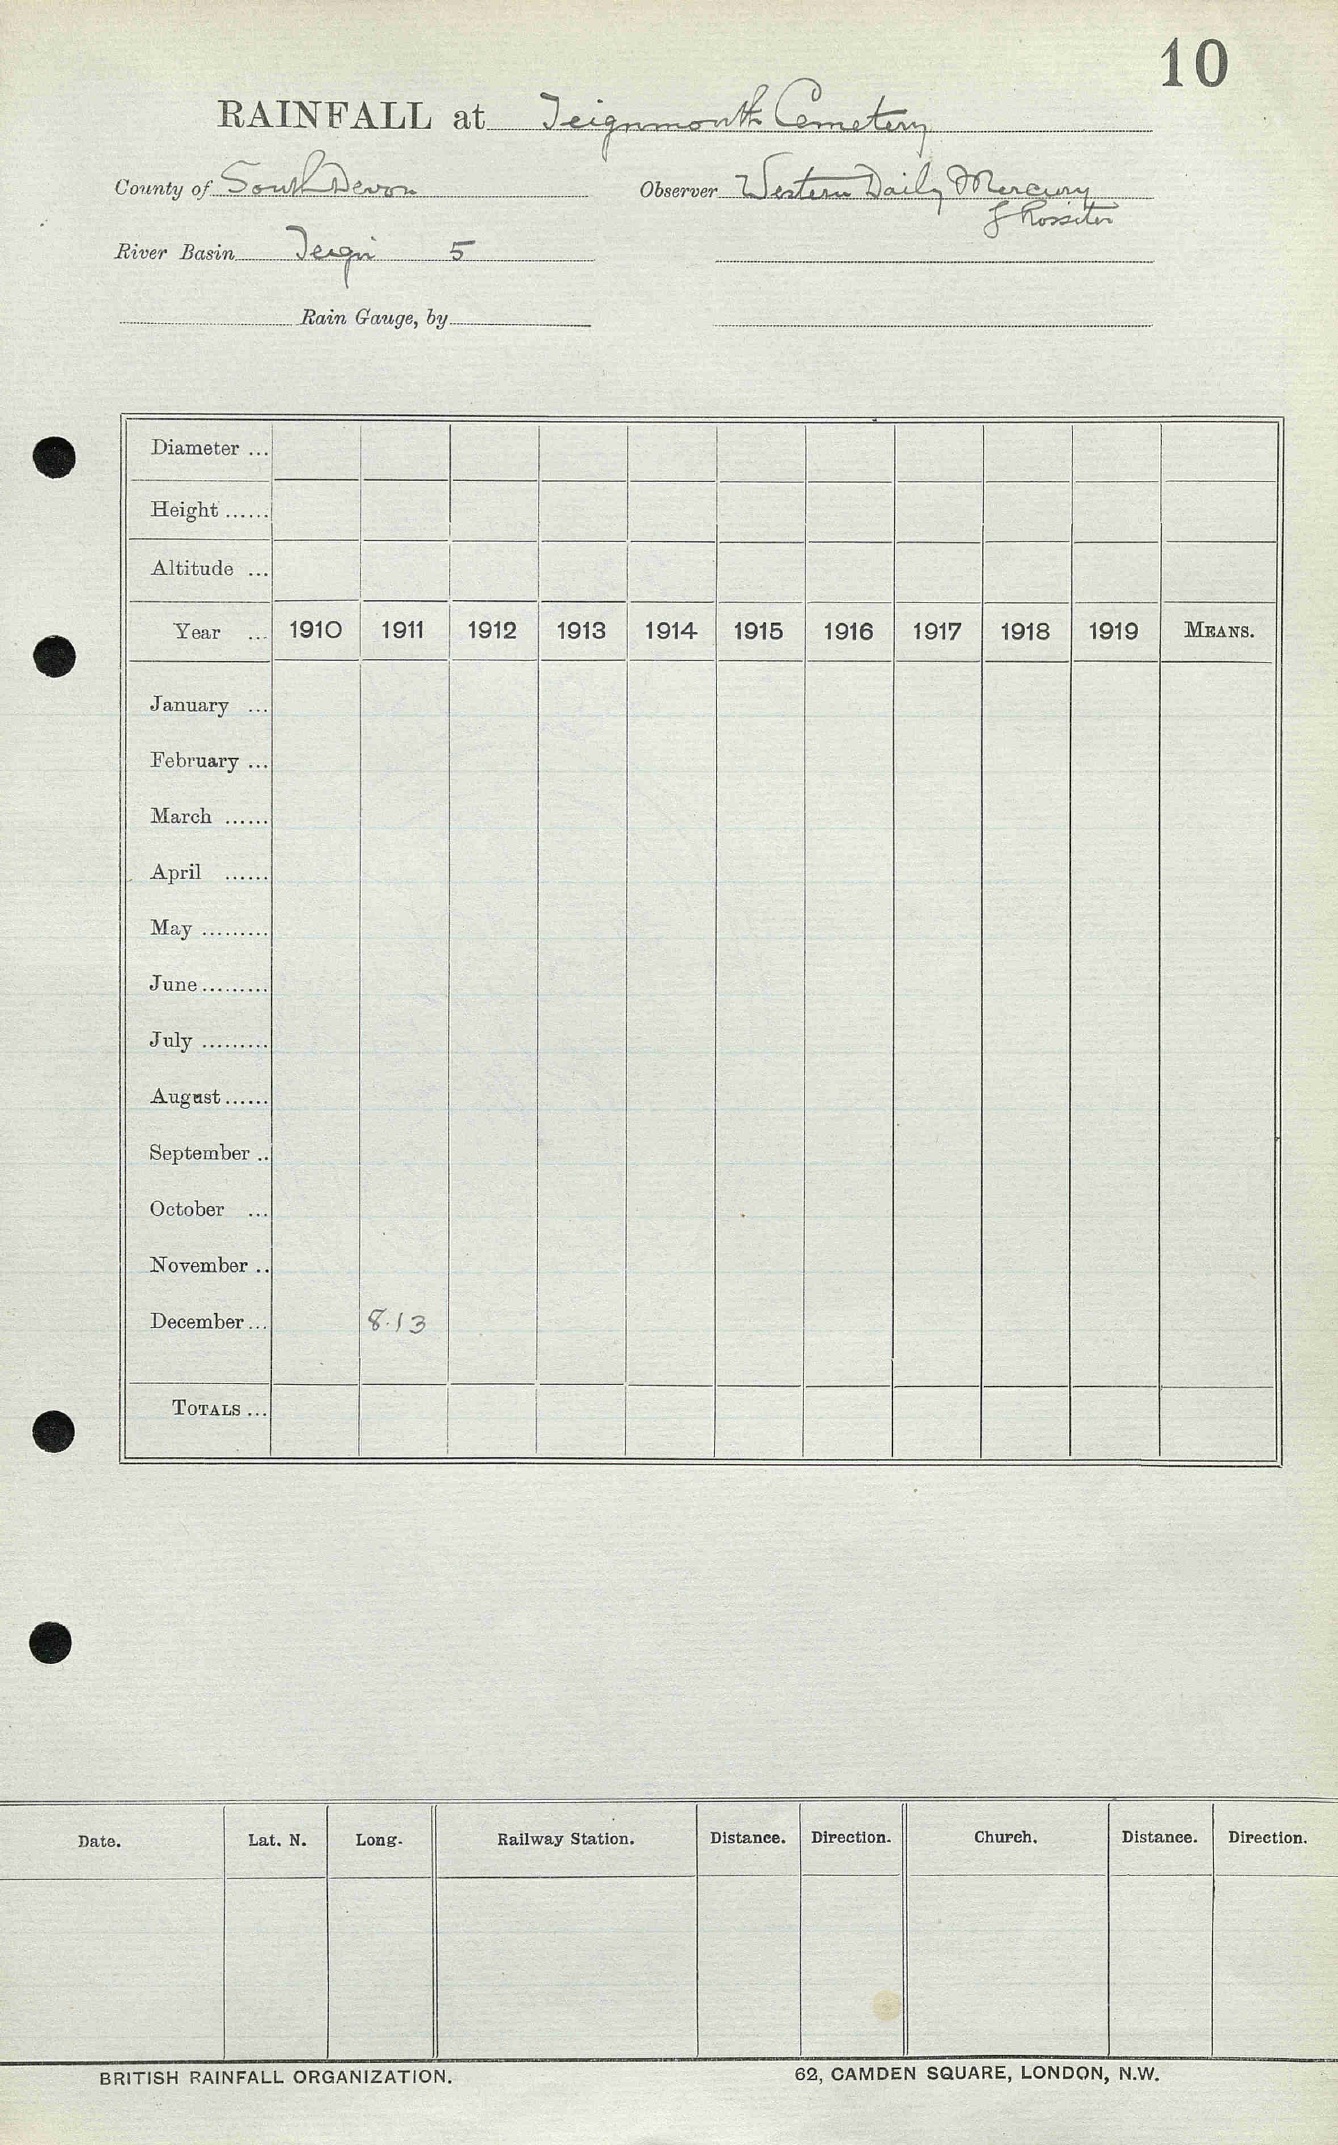 10
RAINFALL at Teignmouth Cemetery
County of South Devon Observer Western Daily Mercury
J Rossiter
River Basin Teign 5
Rain Gauge, by
Diameter ...
Height ......
Altitude ...
Year ... 1910 1911 1912 1913 1914 1915 1916 1917 1918 1919 MEANS.
January ...
February ...
March ......
April ......
May .........
June.........
July .........
August......
September ..
October ...
November ..
December... 8.13
TOTALS ...
Date. Lat. N. Long. Railway Station. Distance. Direction. Church. Distance. Direction.
BRITISH RAINFALL ORGANIZATION. 62, CAMDEN SQUARE, LONDON, N.W.